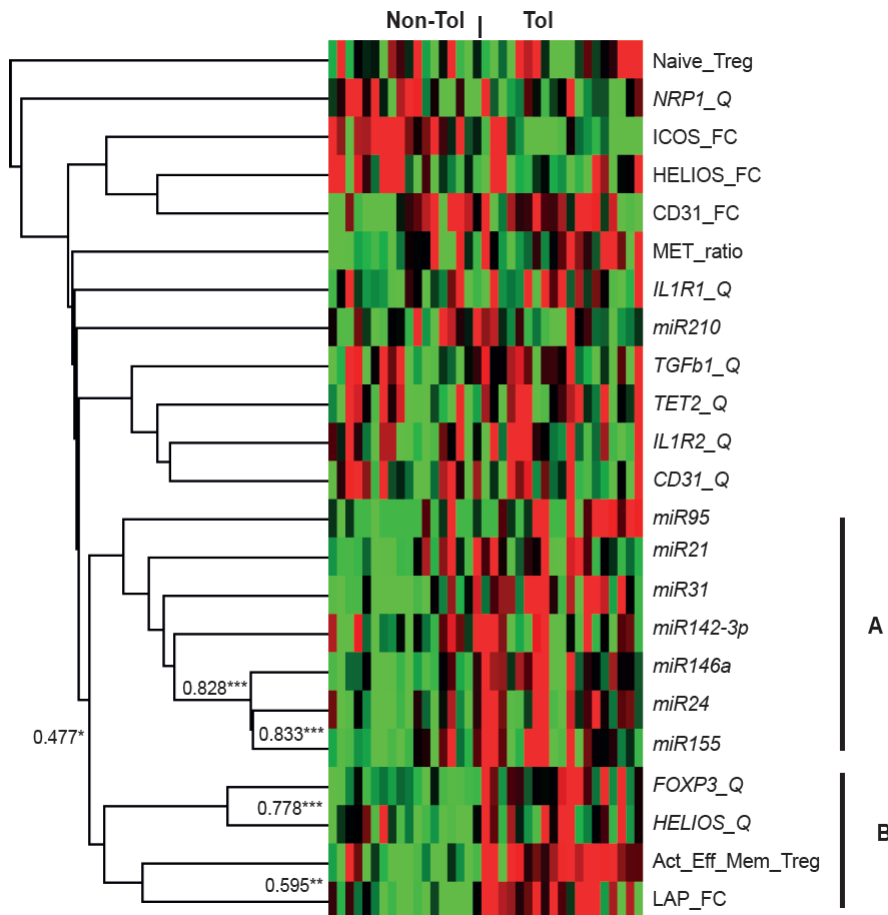 Non-Tol | Tol
Naive_Treg
NRP1_Q
ICOS_FC
HELIOS_FC
CD31_FC
MET_ratio
IL1R1_Q
miR210
TGFb1_Q
TET2_Q
IL1R2_Q
CD31_Q
miR95
miR21
miR31
miR142-3p
A
miR146a
0.828***
miR24
0.477*
0.833***
miR155
FOXP3_Q
0.778***
HELIOS_Q
B
Act_Eff_Mem_Treg
0.595**
LAP_FC